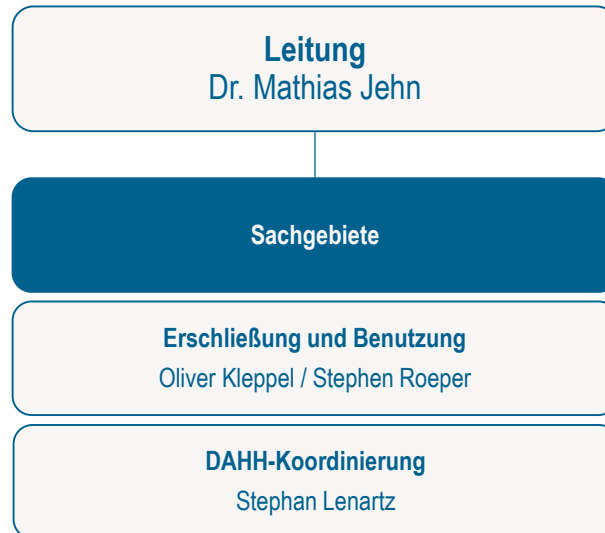 Leitung
Dr. Mathias Jehn
Sachgebiete
Erschließung und Benutzung
Oliver Kleppel / Stephen Roeper
DAHH-Koordinierung
Stephan Lenartz